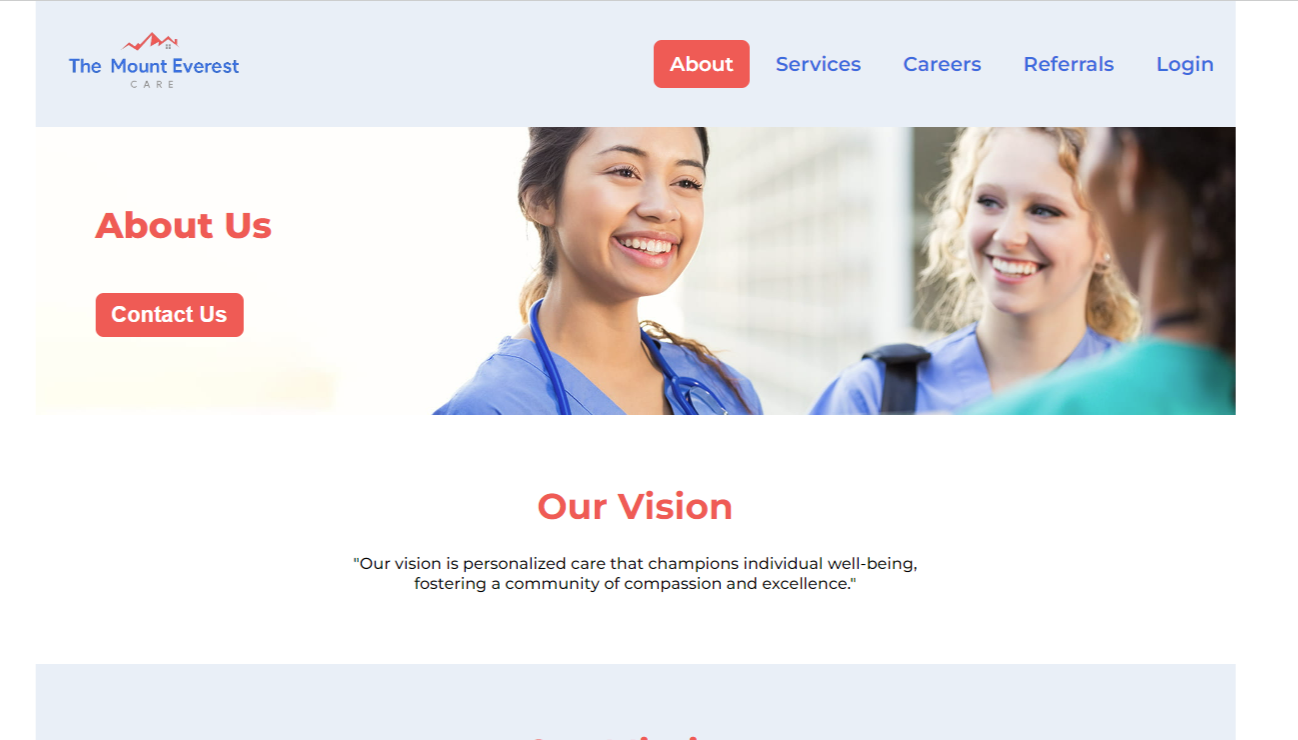 The Mount Everest
CARE
About Services Careers Referrals Login
About Us
Contact Us
Our Vision
"Our vision is personalized care that champions individual well-being,
fostering a community of compassion and excellence."